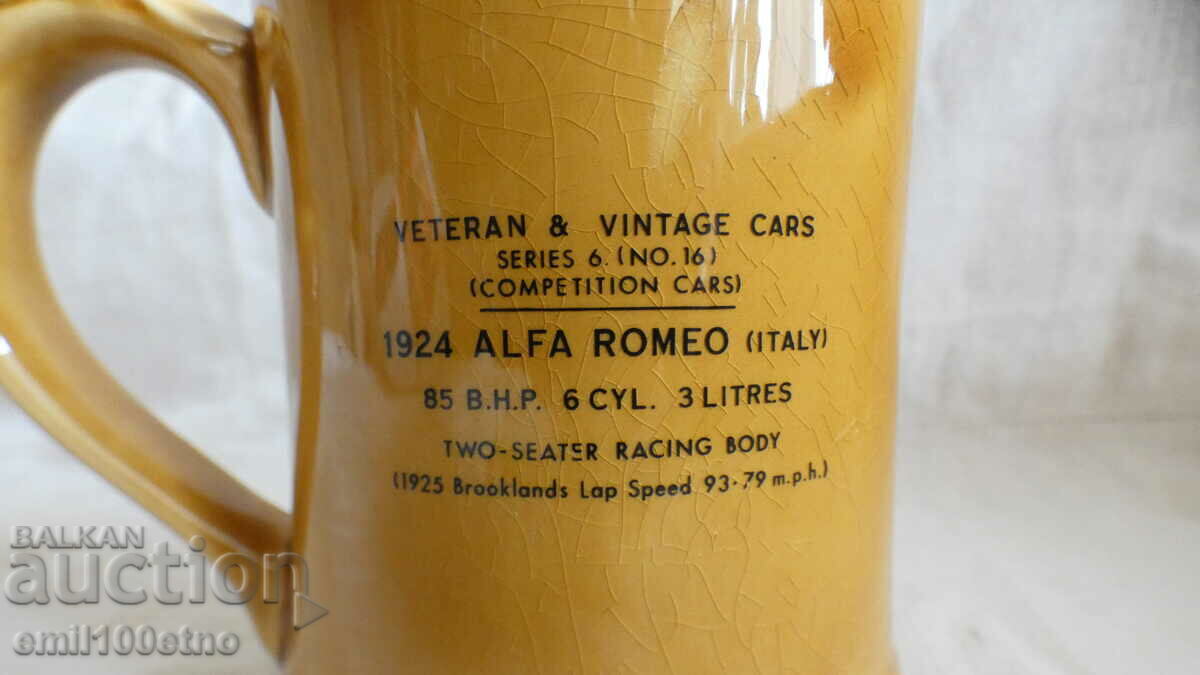 VETERAN & VINTAGE CARS
SERIES 6. (NO. 16)
(COMPETITION CARS)
1924 ALFA ROMEO (ITALY)
85 B.H.P. 6 CYL. 3 LITRES
TWO-SEATER RACING BODY
(1925 Brooklands Lap Speed 93·79 m.p.h.)
BALKAN
auction
emil100etno